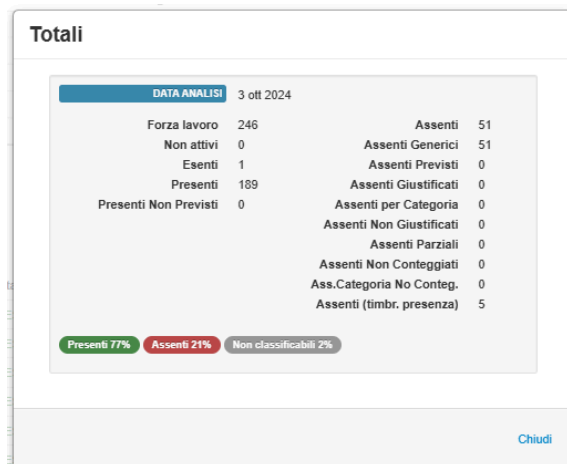 Totali
DATA ANALISI 3 ott 2024
Forza lavoro 246
Non attivi 0
Esenti 1
Presenti 189
Presenti Non Previsti 0
Assenti 51
Assenti Generici 51
Assenti Previsti 0
Assenti Giustificati 0
Assenti per Categoria 0
Assenti Non Giustificati 0
Assenti Parziali 0
Assenti Non Conteggiati 0
Ass.Categoria No Conteg. 0
Assenti (timbr. presenza) 5
Presenti 77% Assenti 21% Non classificabili 2%
Chiudi